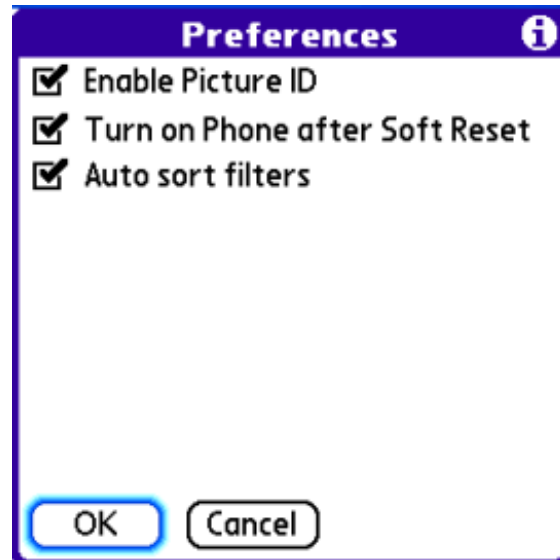 Preferences
Enable Picture ID
Turn on Phone after Soft Reset
Auto sort filters
OK Cancel